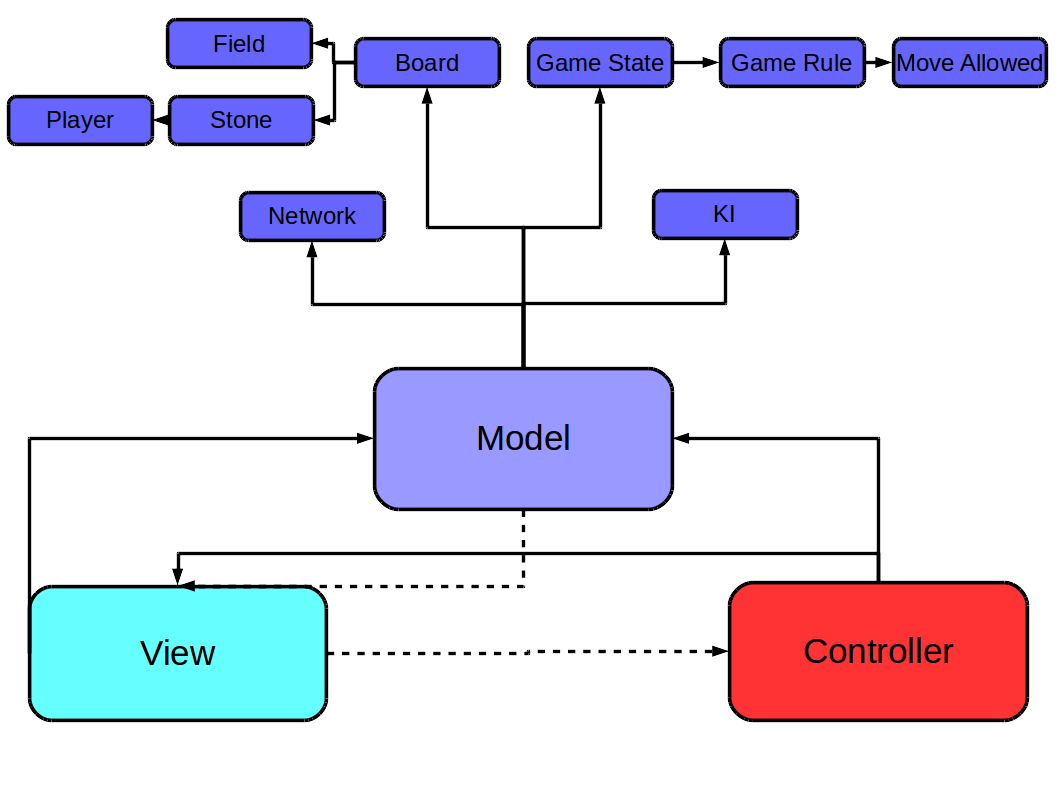 Field
Board
Game State
Game Rule
Move Allowed
Player
Stone
Network
KI
Model
View
Controller